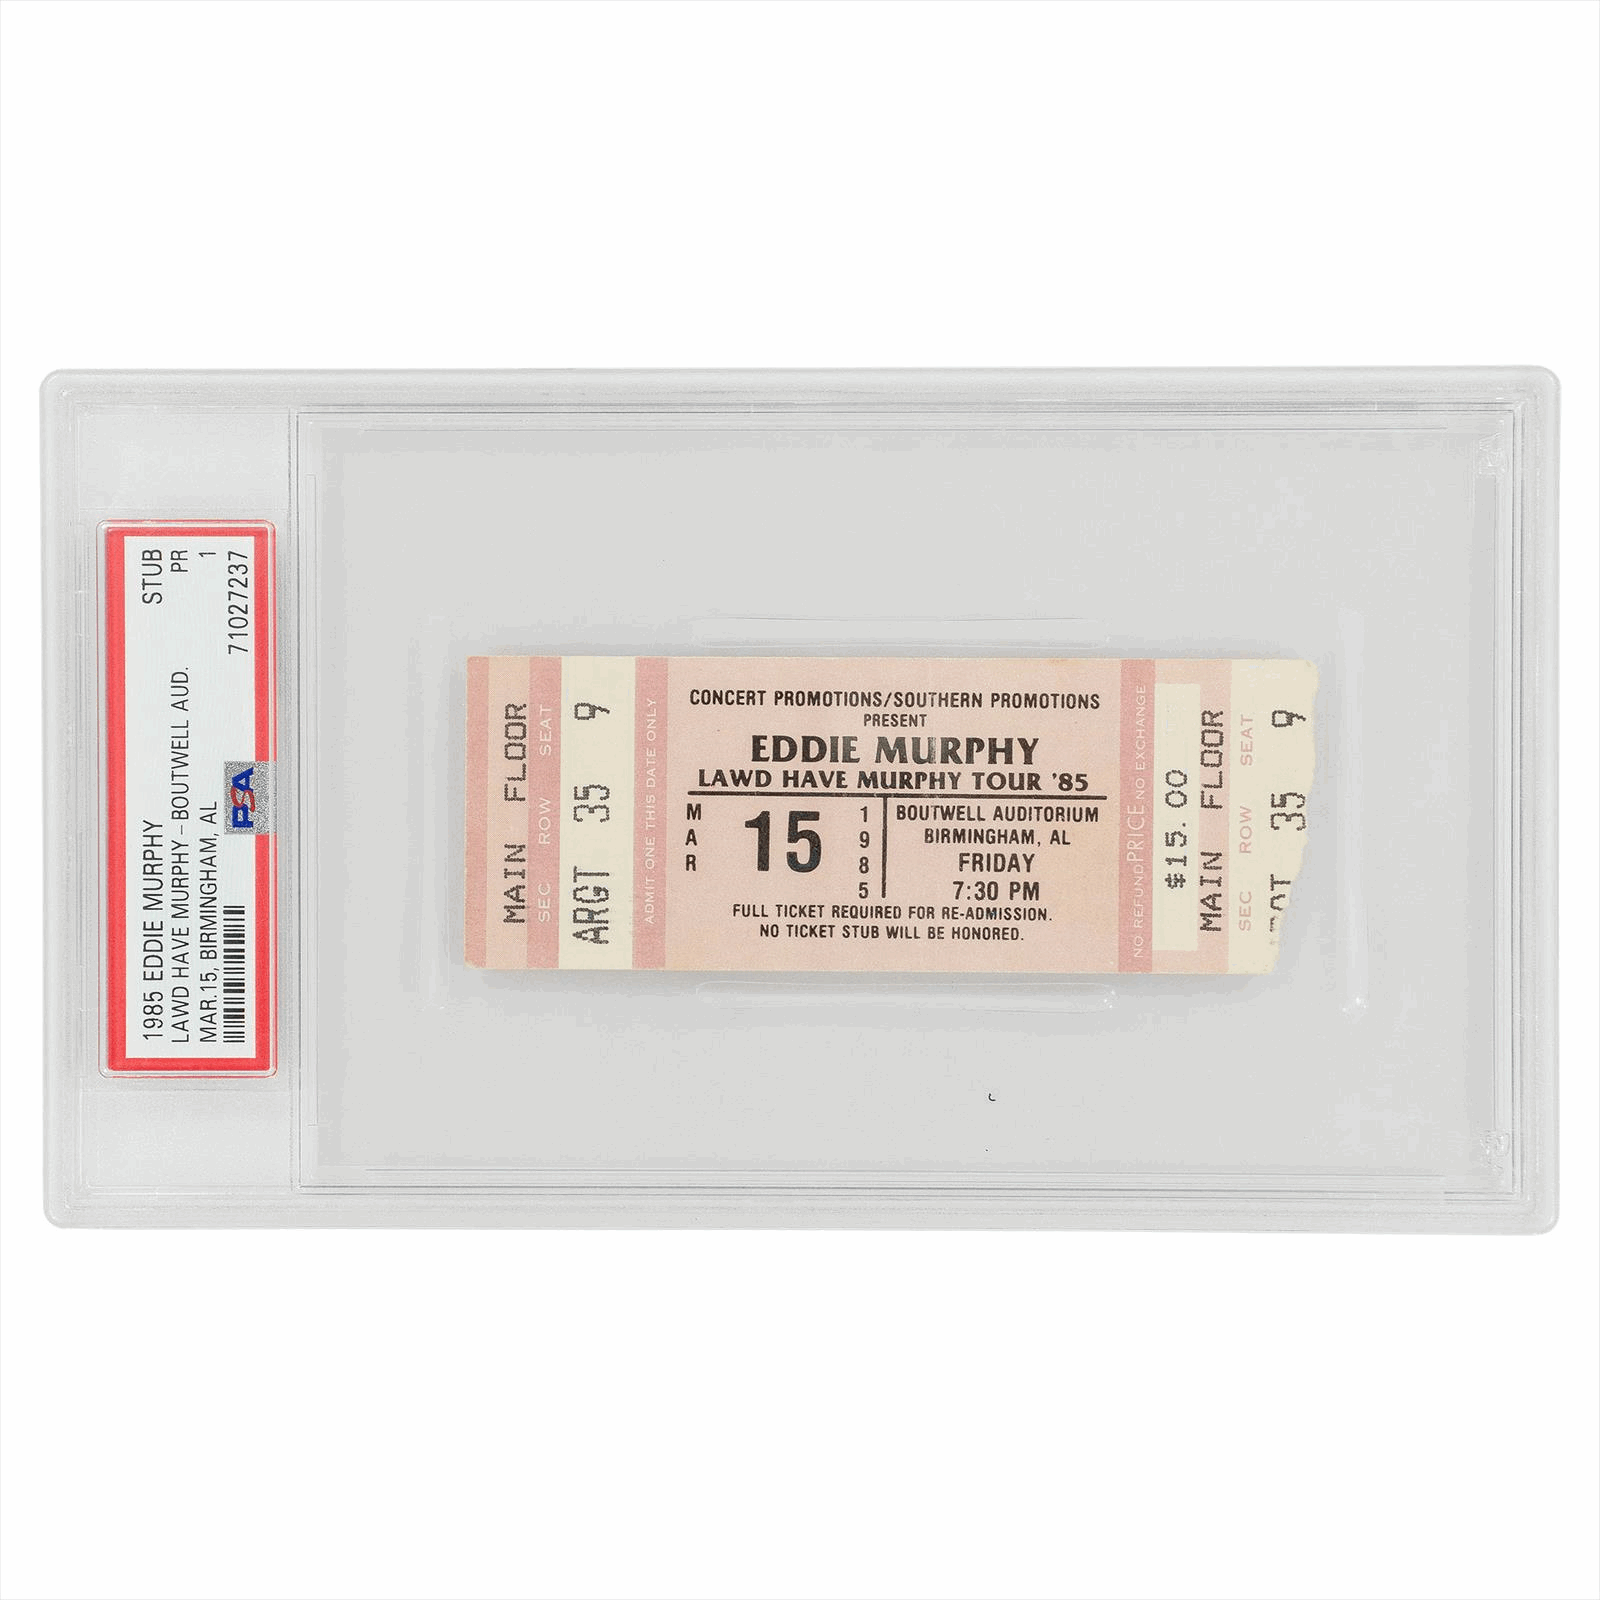 1985 EDDIE MURPHY STUB
LAWD HAVE MURPHY-BOUTWELL AUD. PR
MAR.15, BIRMINGHAM, AL 1
71027237
PSA
MAIN FLOOR
SEC ROW SEAT
ARGT 35 9
ADMIT ONE THIS DATE ONLY
CONCERT PROMOTIONS/SOUTHERN PROMOTIONS
PRESENT
EDDIE MURPHY
LAWD HAVE MURPHY TOUR '85
MAR 15 1985
BOUTWELL AUDITORIUM
BIRMINGHAM, AL
FRIDAY
7:30 PM
FULL TICKET REQUIRED FOR RE-ADMISSION.
NO TICKET STUB WILL BE HONORED.
NO REFUND PRICE NO EXCHANGE
$15.00
MAIN FLOOR
SEC ROW SEAT
35 9